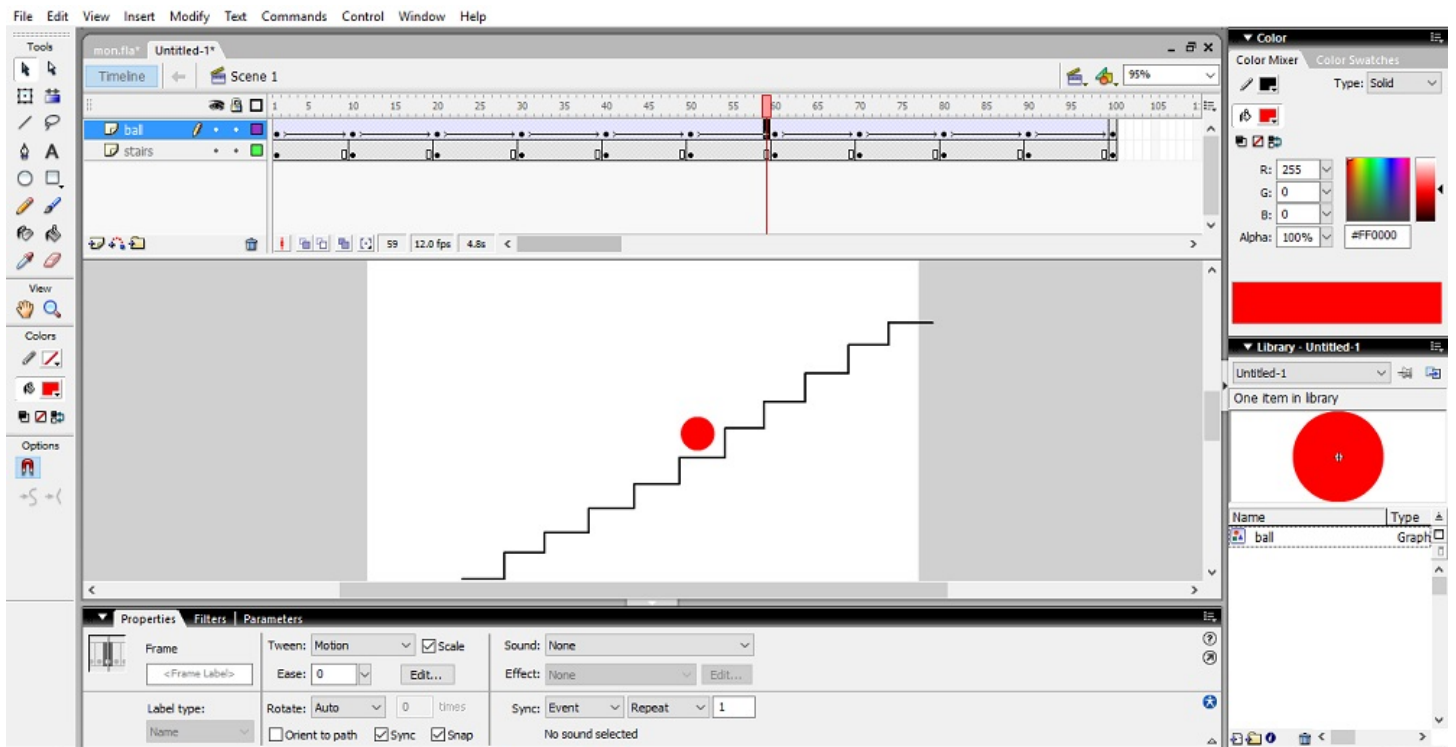 File Edit View Insert Modify Text Commands Control Window Help
Tools
mon.fla* Untitled-1*
Timeline Scene 1 95%
1 5 10 15 20 25 30 35 40 45 50 55 60 65 70 75 80 85 90 95 100 105
ball
stairs
59 12.0 fps 4.8s
View
Colors
Options
Color
Color Mixer Color Swatches
Type: Solid
R: 255
G: 0
B: 0
Alpha: 100% #FF0000
Library - Untitled-1
Untitled-1
One item in library
Name Type
ball Graph
Properties Filters Parameters
Frame
<Frame Label>
Label type:
Name
Tween: Motion Scale
Ease: 0 Edit...
Rotate: Auto 0 times
Orient to path Sync Snap
Sound: None
Effect: None Edit...
Sync: Event Repeat 1
No sound selected